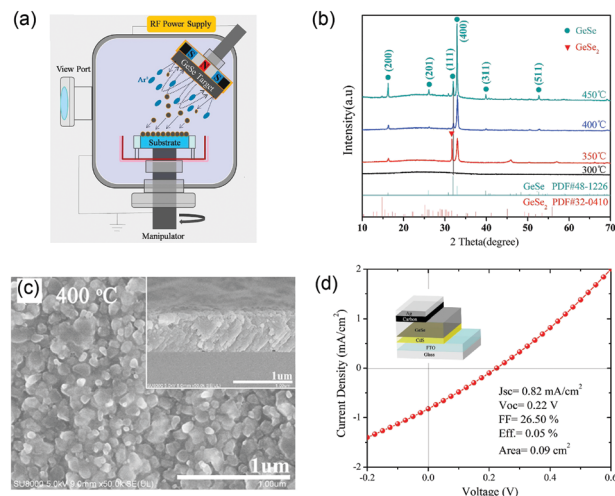 (a)
RF Power Supply
View Port
Ar⁺
S
N
S
GeSe Target
Substrate
Manipulator
(b)
GeSe
GeSe₂
(200)
(201)
(111)
(400)
(311)
(511)
450℃
400℃
350℃
300℃
GeSe PDF#48-1226
GeSe₂ PDF#32-0410
Intensity(a.u)
10 20 30 40 50 60 70
2 Theta(degree)
(c)
400 ºC
1um
1um
1.00um
(d)
Current Density (mA/cm²)
2
1
0
-1
-2
Ag
Carbon
GeSe
CdS
FTO
Glass
Jsc= 0.82 mA/cm²
Voc= 0.22 V
FF= 26.50 %
Eff.= 0.05 %
Area= 0.09 cm²
-0.2 0.0 0.2 0.4 0.6
Voltage (V)